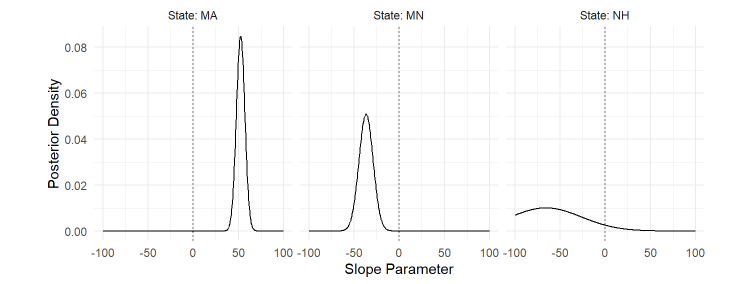 State: MA State: MN State: NH
0.08
0.06
0.04
0.02
0.00
Posterior Density
-100 -50 0 50 100 -100 -50 0 50 100 -100 -50 0 50 100
Slope Parameter